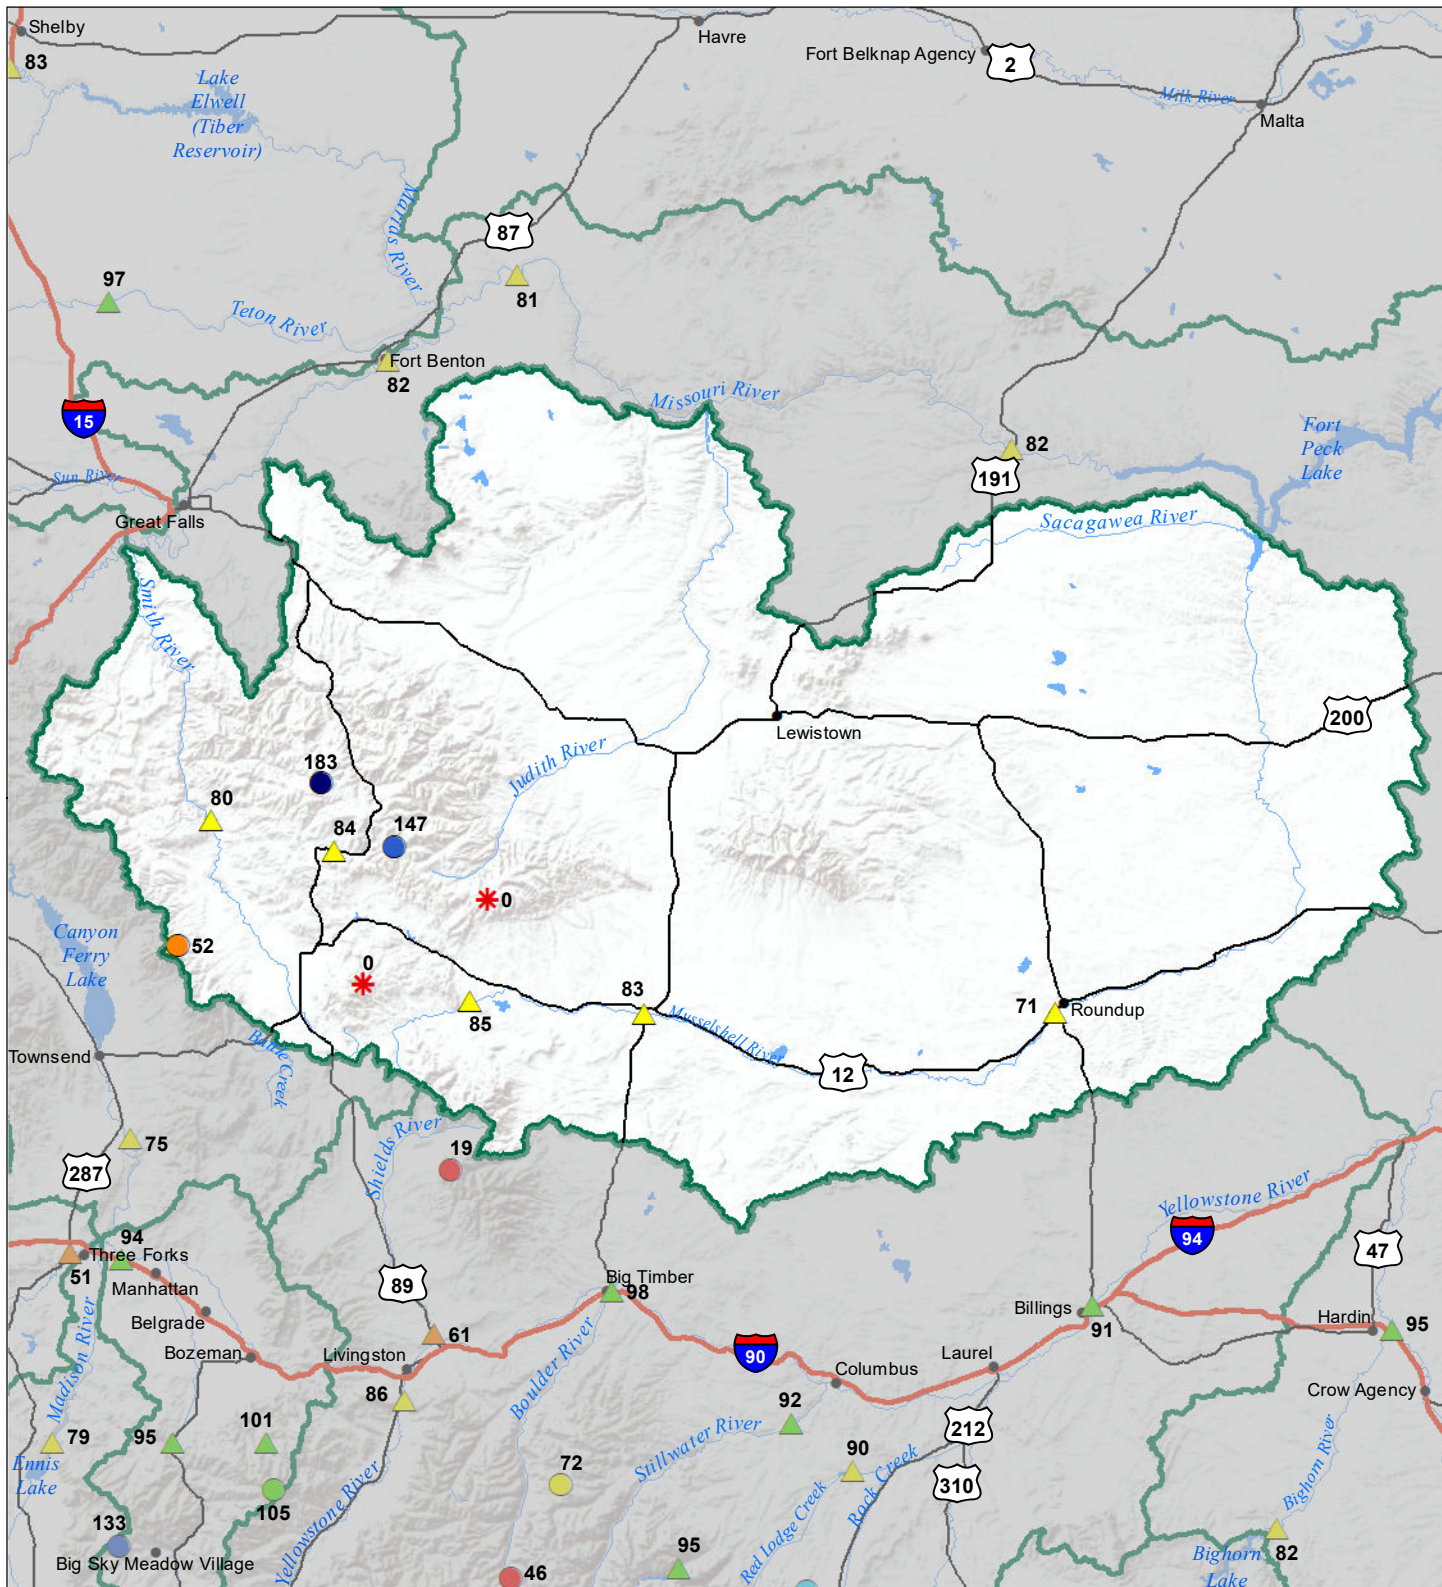 Shelby
Havre
Fort Belknap Agency
2
83
Lake
Elwell
(Tiber
Reservoir)
Milk River
Malta
Marias River
87
97
81
Teton River
Fort Benton
82
Missouri River
15
Fort
Peck
Lake
82
191
Sun River
Great Falls
Sacagawea River
Smith River
200
Lewistown
Judith River
183
80
84
147
0
Canyon
Ferry
Lake
52
0
83
85
71
Roundup
Musselshell River
Battle Creek
Townsend
12
75
Shields River
19
287
Yellowstone River
94
94
Three Forks
47
51
Manhattan
89
Big Timber
98
Belgrade
Billings
91
Hardin
95
Madison River
61
Bozeman
Livingston
90
Boulder River
Laurel
Columbus
Crow Agency
86
92
212
101
79
95
Ennis
Lake
Stillwater River
90
Rock Creek
72
310
Bighorn River
105
Yellowstone River
Red Lodge Creek
133
Big Sky Meadow Village
95
46
82
Bighorn
Lake